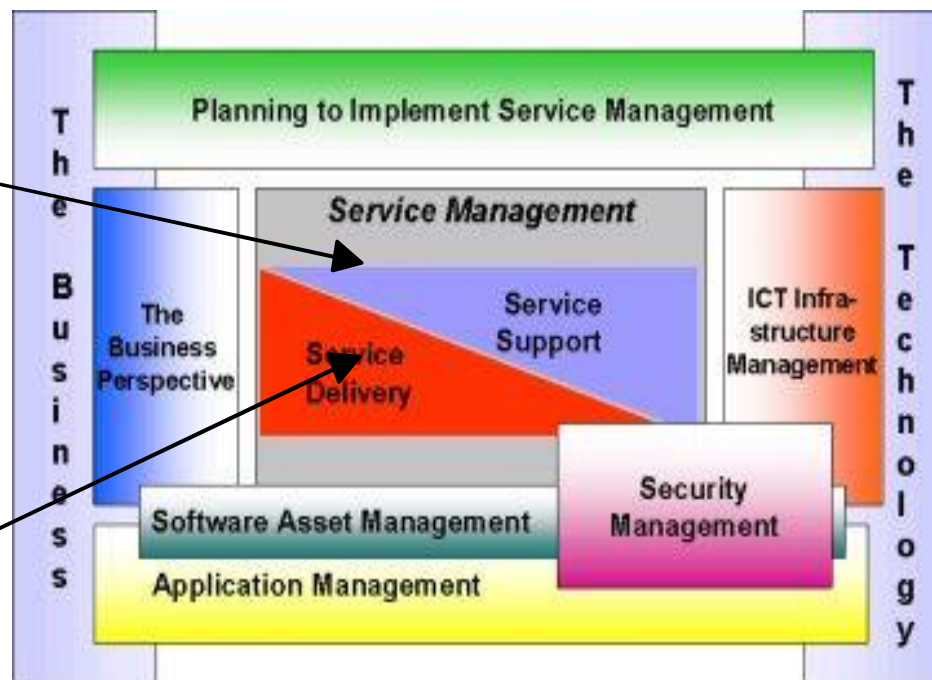 Planning to Implement Service Management
The Business
The Technology
Service Management
The
Business
Perspective
Service
Support
Service
Delivery
ICT Infra-
structure
Management
Security
Management
Software Asset Management
Application Management